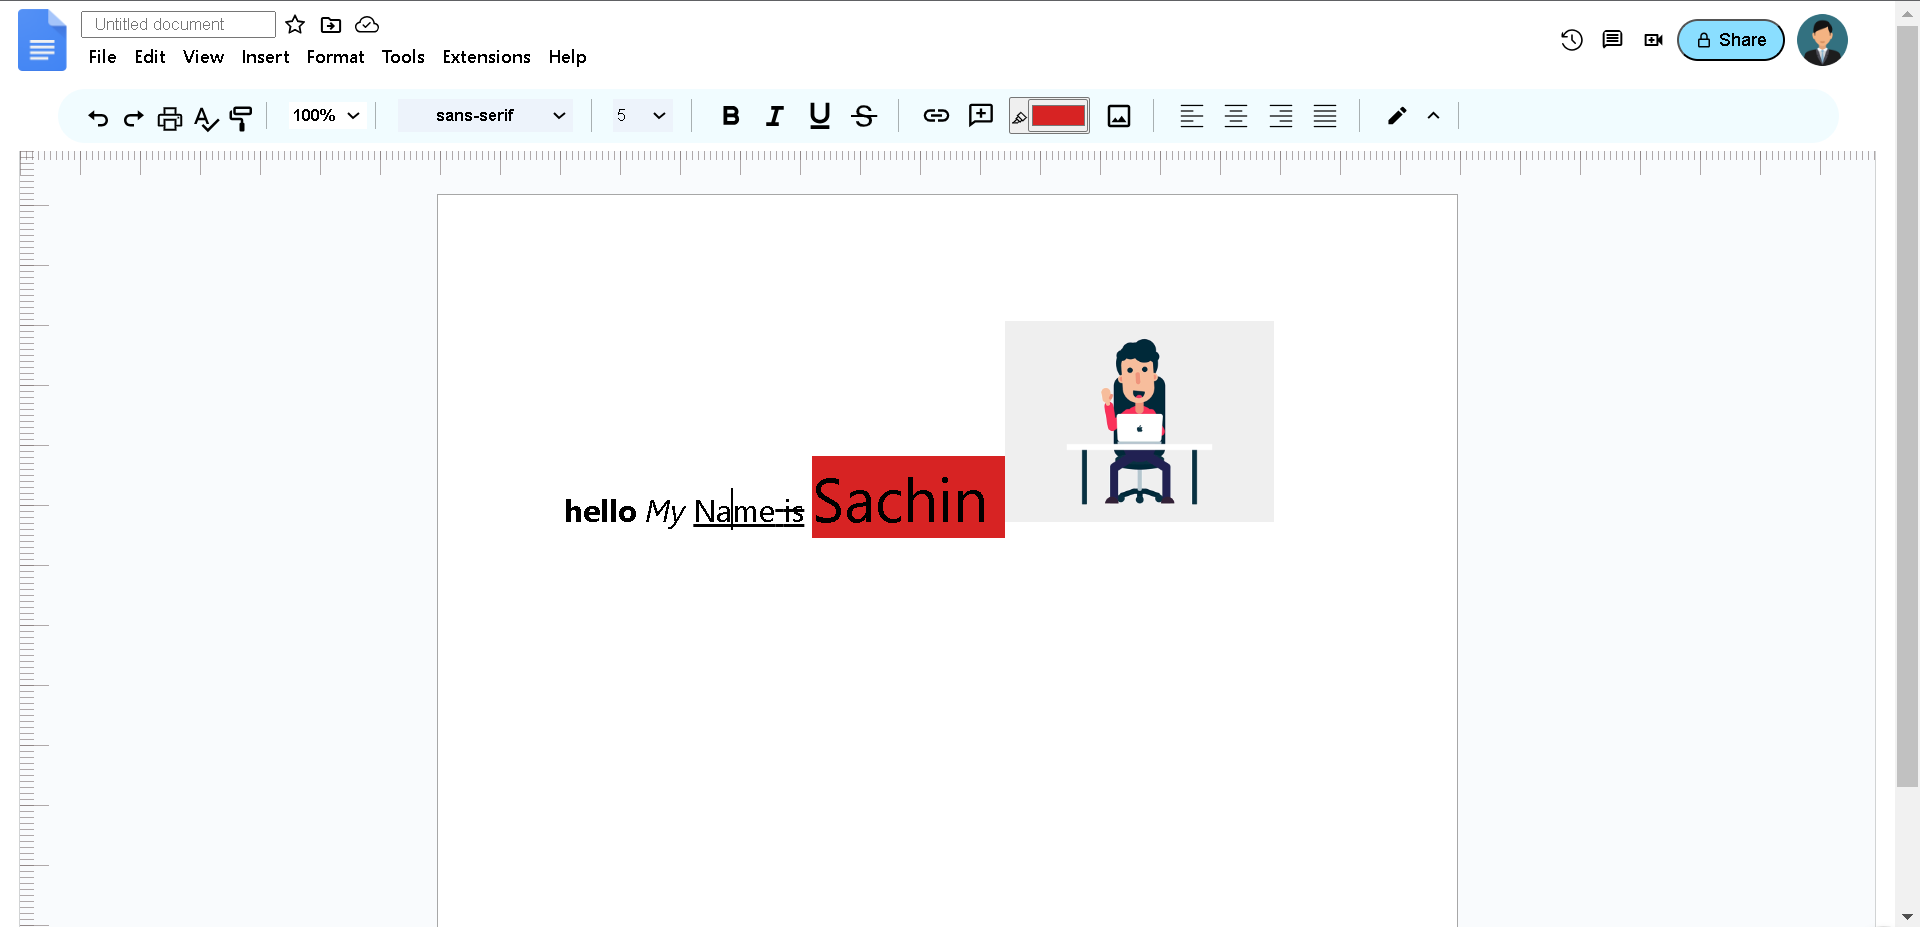 Untitled document
File Edit View Insert Format Tools Extensions Help
Share
100% sans-serif 5 B I U S
hello My Name is Sachin